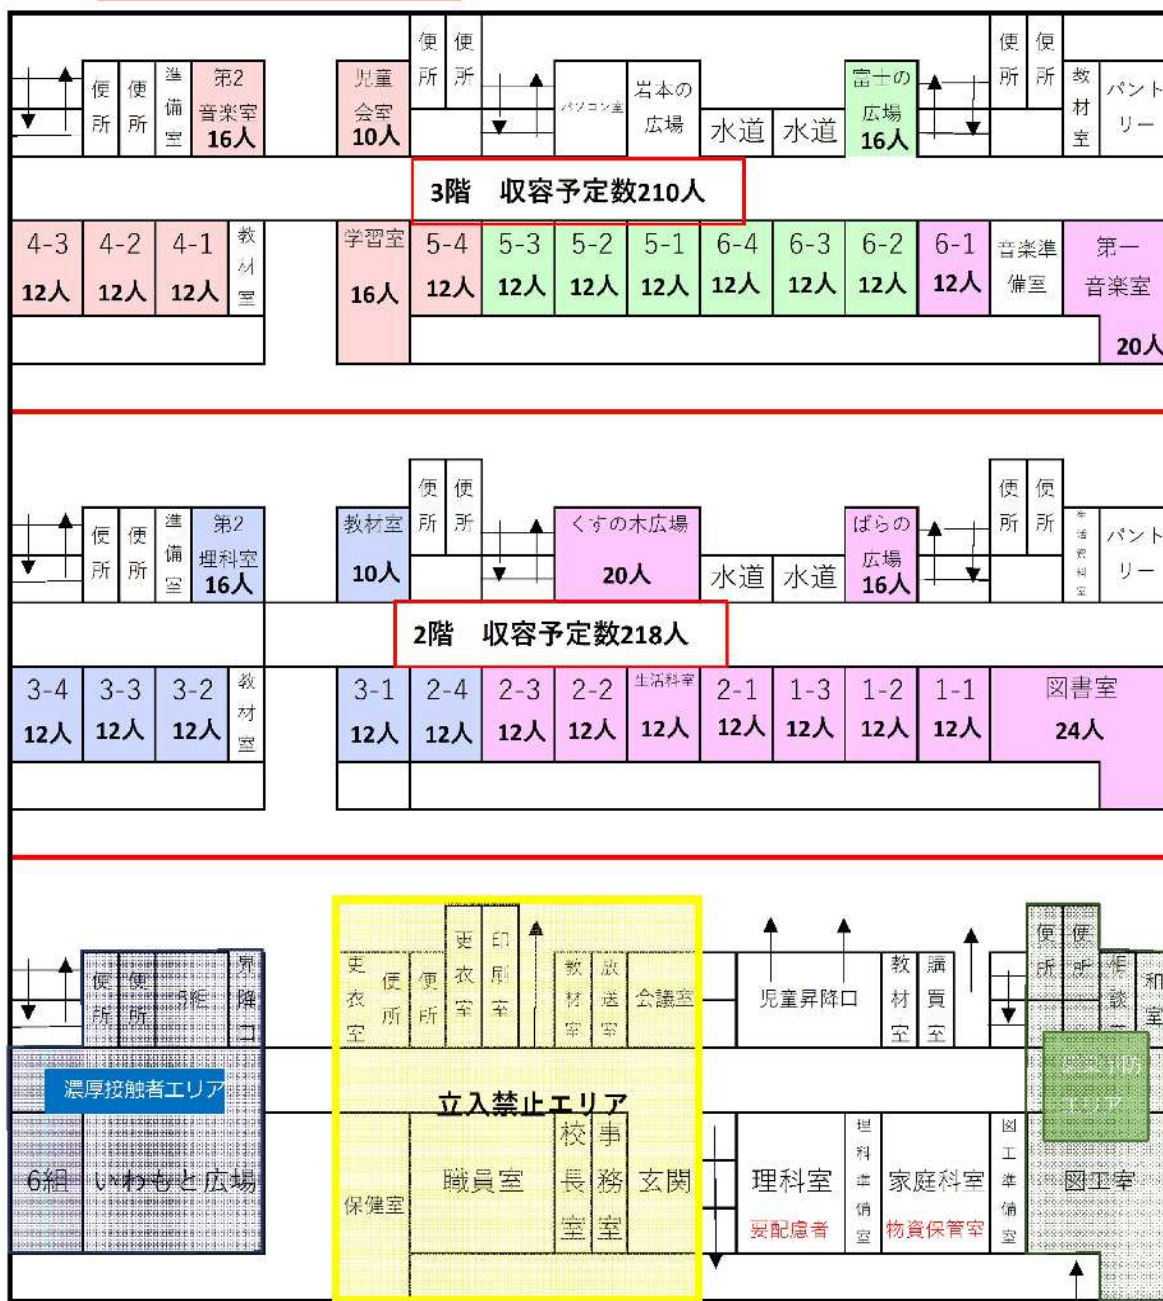 便所 便所 便所 便所
便所 便所 準備室 第2音楽室 16人 児童会室 10人 パソコン室 岩本の広場 水道 水道 富士の広場 16人 教材室 パントリー
3階 収容予定数210人
4-3 4-2 4-1 教材室 学習室 5-4 5-3 5-2 5-1 6-4 6-3 6-2 6-1 音楽準備室 第一音楽室
12人 12人 12人 16人 12人 12人 12人 12人 12人 12人 12人 12人 20人
便所 便所 便所 便所
便所 便所 準備室 第2理科室 16人 教材室 10人 くすの木広場 20人 水道 水道 ばらの広場 16人 生活資料室 パントリー
2階 収容予定数218人
3-4 3-3 3-2 教材室 3-1 2-4 2-3 2-2 生活科室 2-1 1-3 1-2 1-1 図書室
12人 12人 12人 12人 12人 12人 12人 12人 12人 12人 12人 12人 24人
更衣室 印刷室 便所 便所
便所 便所 昇降口 更衣室 便所 便所 教材室 放送室 会議室 児童昇降口 教材室 購買室 相談室 和室
濃厚接触者エリア 立入禁止エリア エリア
6組 いわもと広場 保健室 職員室 校長室 事務室 玄関 理科室 理科準備室 家庭科室 図工準備室 図工室
要配慮者 物資保管室